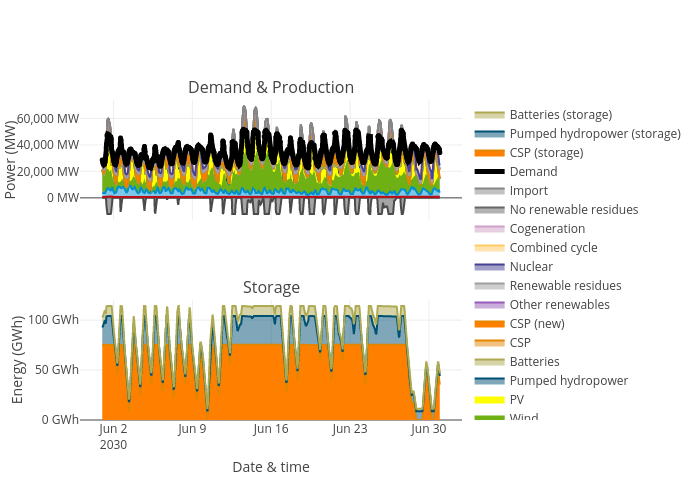 Demand & Production
Power (MW)
60,000 MW
40,000 MW
20,000 MW
0 MW
Storage
Energy (GWh)
100 GWh
50 GWh
0 GWh
Jun 2
2030
Jun 9
Jun 16
Jun 23
Jun 30
Date & time
Batteries (storage)
Pumped hydropower (storage)
CSP (storage)
Demand
Import
No renewable residues
Cogeneration
Combined cycle
Nuclear
Renewable residues
Other renewables
CSP (new)
CSP
Batteries
Pumped hydropower
PV
Wind